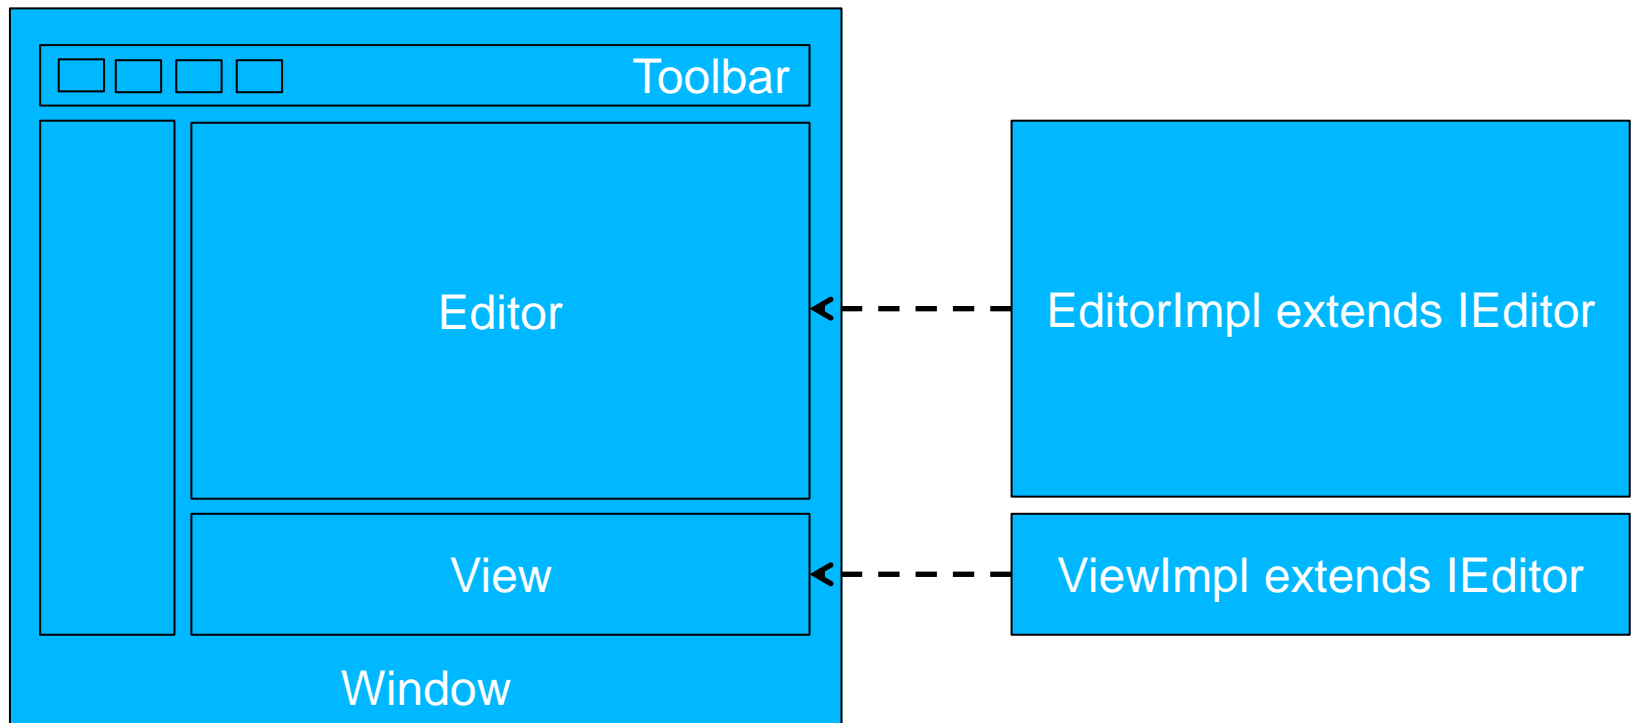 Toolbar
Editor
EditorImpl extends IEditor
View
ViewImpl extends IEditor
Window